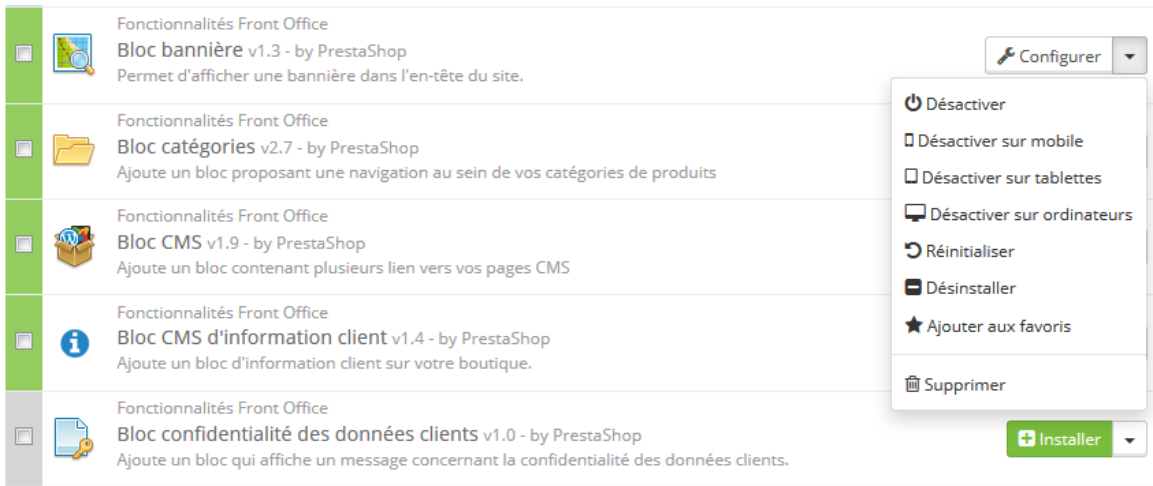 Fonctionnalités Front Office
Bloc bannière v1.3 - by PrestaShop
Permet d'afficher une bannière dans l'en-tête du site.
Configurer
Fonctionnalités Front Office
Bloc catégories v2.7 - by PrestaShop
Ajoute un bloc proposant une navigation au sein de vos catégories de produits
Fonctionnalités Front Office
Bloc CMS v1.9 - by PrestaShop
Ajoute un bloc contenant plusieurs lien vers vos pages CMS
Fonctionnalités Front Office
Bloc CMS d'information client v1.4 - by PrestaShop
Ajoute un bloc d'information client sur votre boutique.
Désactiver
Désactiver sur mobile
Désactiver sur tablettes
Désactiver sur ordinateurs
Réinitialiser
Désinstaller
Ajouter aux favoris
Supprimer
Fonctionnalités Front Office
Bloc confidentialité des données clients v1.0 - by PrestaShop
Ajoute un bloc qui affiche un message concernant la confidentialité des données clients.
Installer